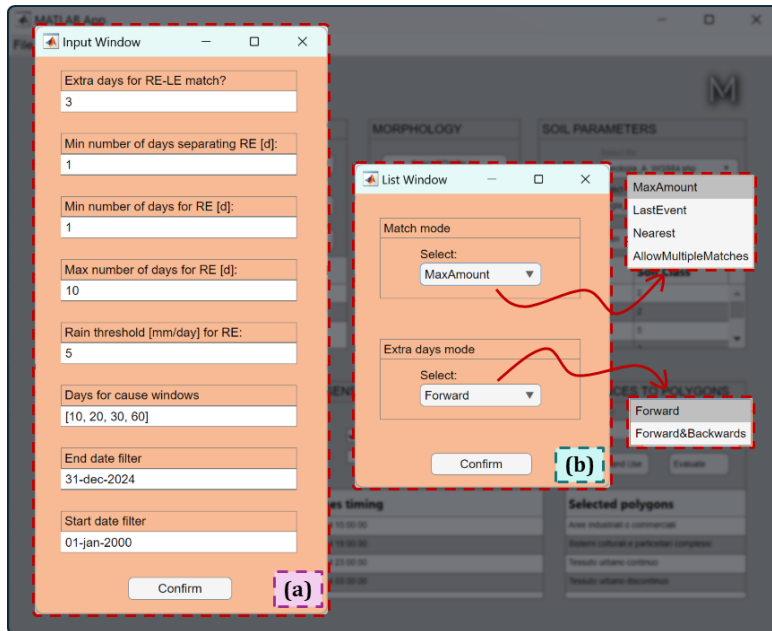 MATLAB App
File
M
MORPHOLOGY
SOIL PARAMETERS
Input Window
Extra days for RE-LE match?
3
Min number of days separating RE [d]:
1
Min number of days for RE [d]:
1
Max number of days for RE [d]:
10
Rain threshold [mm/day] for RE:
5
Days for cause windows
[10, 20, 30, 60]
End date filter
31-dec-2024
Start date filter
01-jan-2000
Confirm
(a)
List Window
Match mode
Select:
MaxAmount
Extra days mode
Select:
Forward
Confirm
(b)
MaxAmount
LastEvent
Nearest
AllowMultipleMatches
Soil Class
TO POLYGONS
Forward
Forward&Backwards
Use
Evaluate
timing
Selected polygons
Aree industriali o commerciali
Sistemi colturali e particellari complessi
Tessuto urbano continuo
Tessuto urbano discontinuo